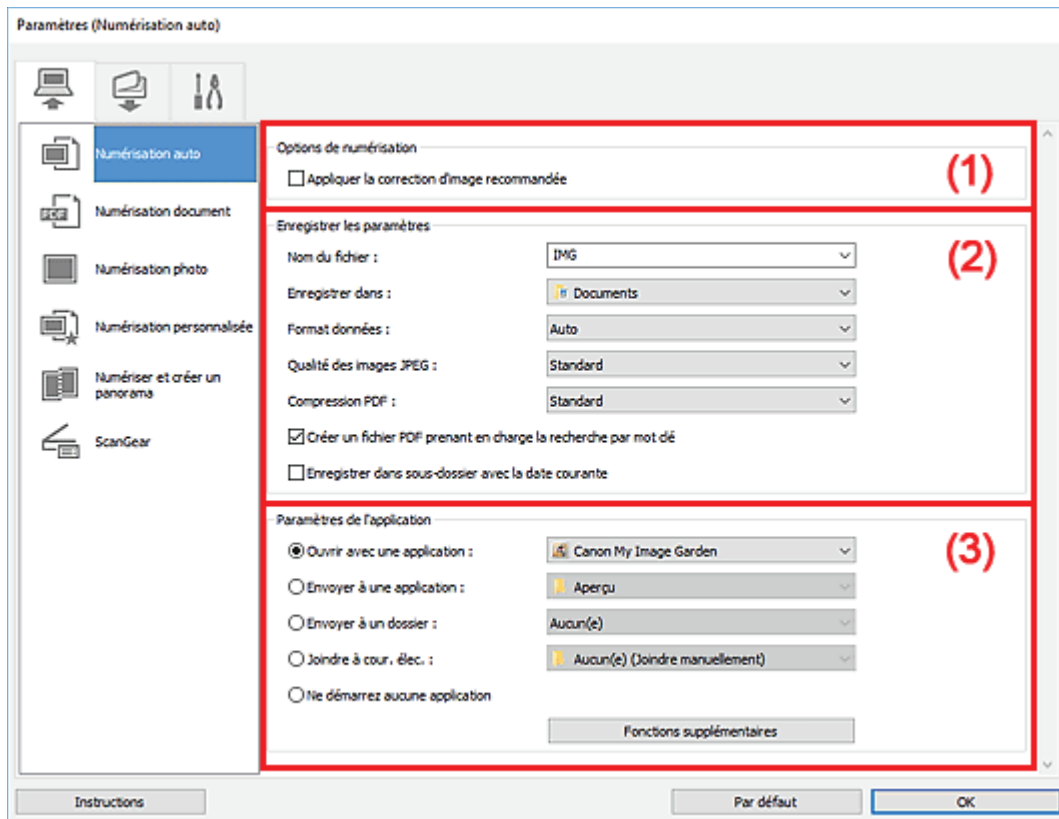 Paramètres (Numérisation auto)
Numérisation auto
Numérisation document
Numérisation photo
Numérisation personnalisée
Numériser et créer un
panorama
ScanGear
Options de numérisation
Appliquer la correction d'image recommandée
(1)
Enregistrer les paramètres
(2)
Nom du fichier : IMG
Enregistrer dans : Documents
Format données : Auto
Qualité des images JPEG : Standard
Compression PDF : Standard
Créer un fichier PDF prenant en charge la recherche par mot clé
Enregistrer dans sous-dossier avec la date courante
Paramètres de l'application
(3)
Ouvrir avec une application : Canon My Image Garden
Envoyer à une application : Aperçu
Envoyer à un dossier : Aucun(e)
Joindre à cour. élec. : Aucun(e) (Joindre manuellement)
Ne démarrez aucune application
Fonctions supplémentaires
Instructions
Par défaut
OK